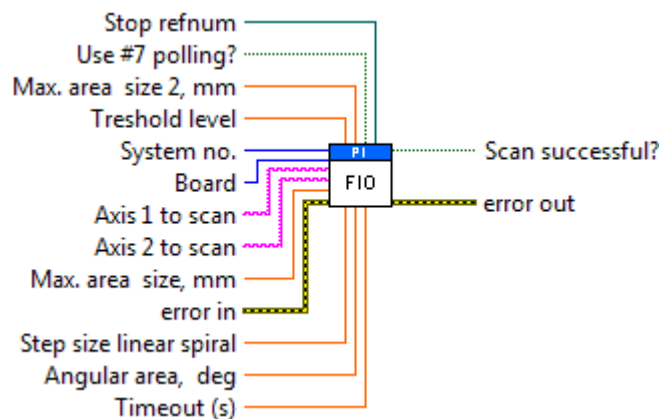 Stop refnum
Use #7 polling?
Max. area  size 2, mm
Treshold level
System no.
Board
Axis 1 to scan
Axis 2 to scan
Max. area  size, mm
error in
Step size linear spiral
Angular area,  deg
Timeout (s)
PI
FIO
Scan successful?
error out